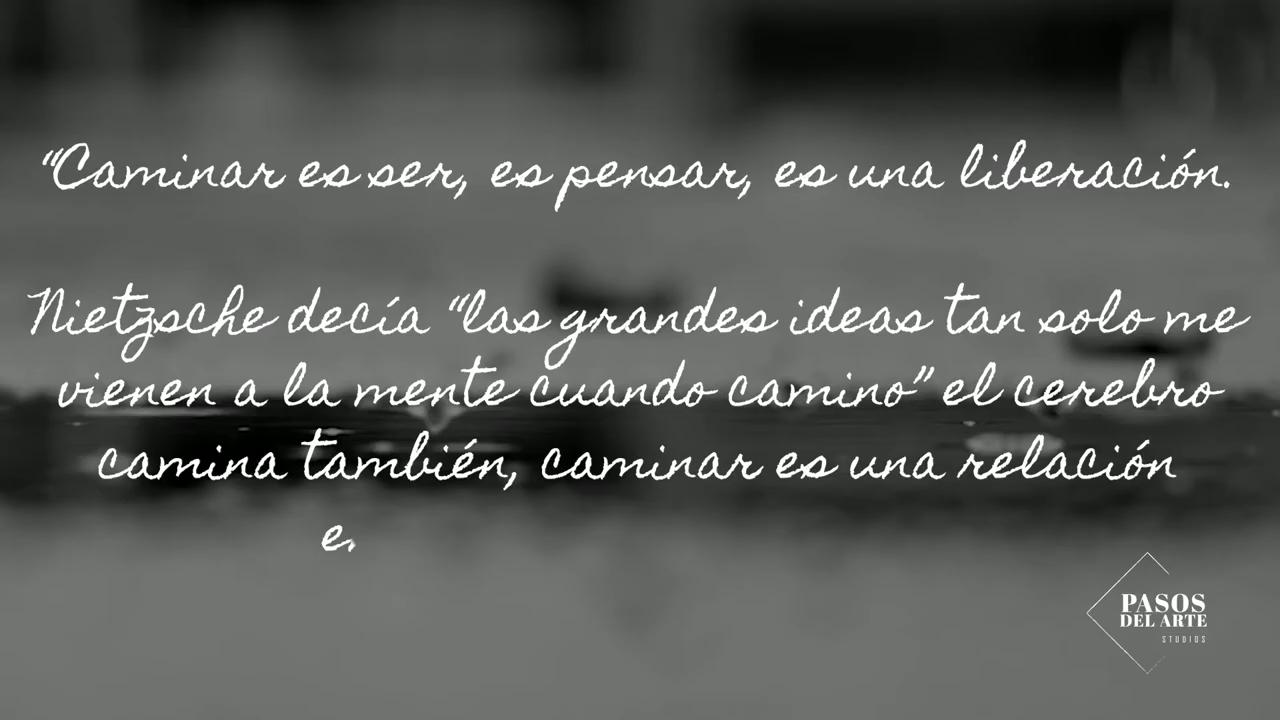 “Caminar es ser, es pensar, es una liberación.
Nietzsche decía “las grandes ideas tan solo me
vienen a la mente cuando camino” el cerebro
camina también, caminar es una relación
e.
PASOS
DEL ARTE
STUDIOS